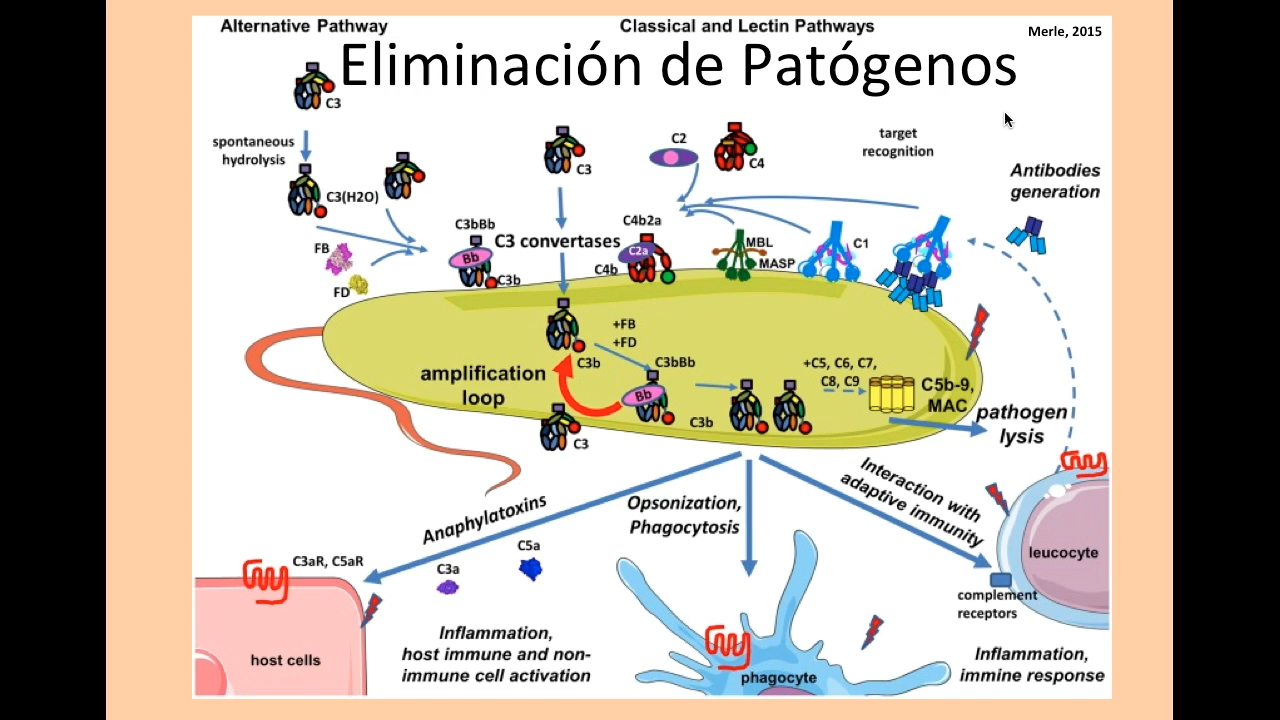 Alternative Pathway
Classical and Lectin Pathways
Merle, 2015
Eliminación de Patógenos
C3
spontaneous
hydrolysis
C3(H2O)
FB
FD
C3
C2
C4
target
recognition
Antibodies
generation
C3bBb
Bb
C3b
C3 convertases
C4b2a
C2a
C4b
MBL
MASP
C1
+FB
+FD
C3b
C3bBb
Bb
amplification
loop
C3
C3b
+C5, C6, C7,
C8, C9
C5b-9,
MAC
pathogen
lysis
Anaphylatoxins
Opsonization,
Phagocytosis
Interaction with
adaptive immunity
C3aR, C5aR
C3a
C5a
leucocyte
complement
receptors
host cells
Inflammation,
host immune and non-
immune cell activation
phagocyte
Inflammation,
immine response